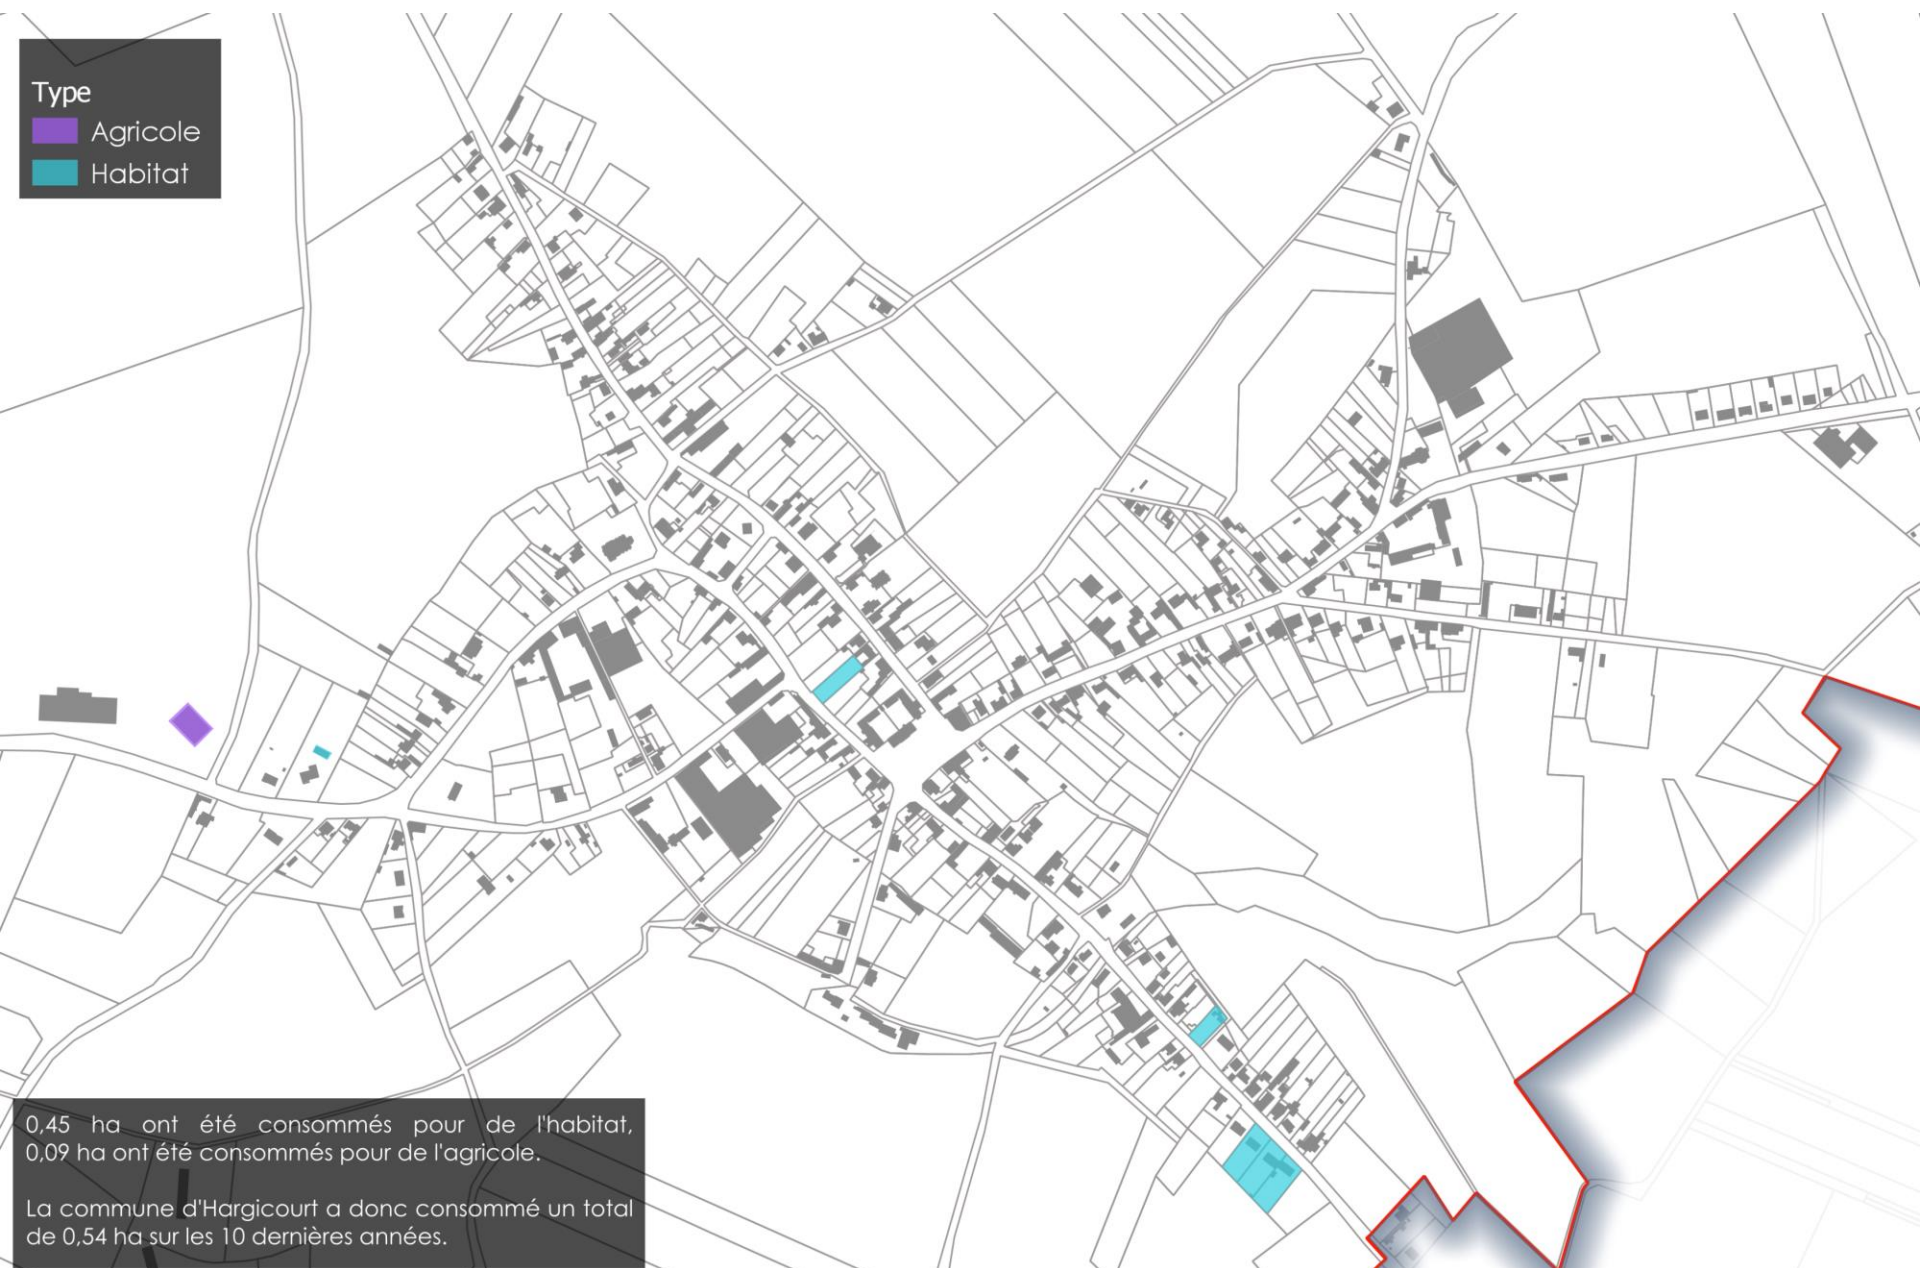 Type
Agricole
Habitat
0,45 ha ont été consommés pour de l'habitat,
0,09 ha ont été consommés pour de l'agricole.
La commune d'Hargicourt a donc consommé un total
de 0,54 ha sur les 10 dernières années.